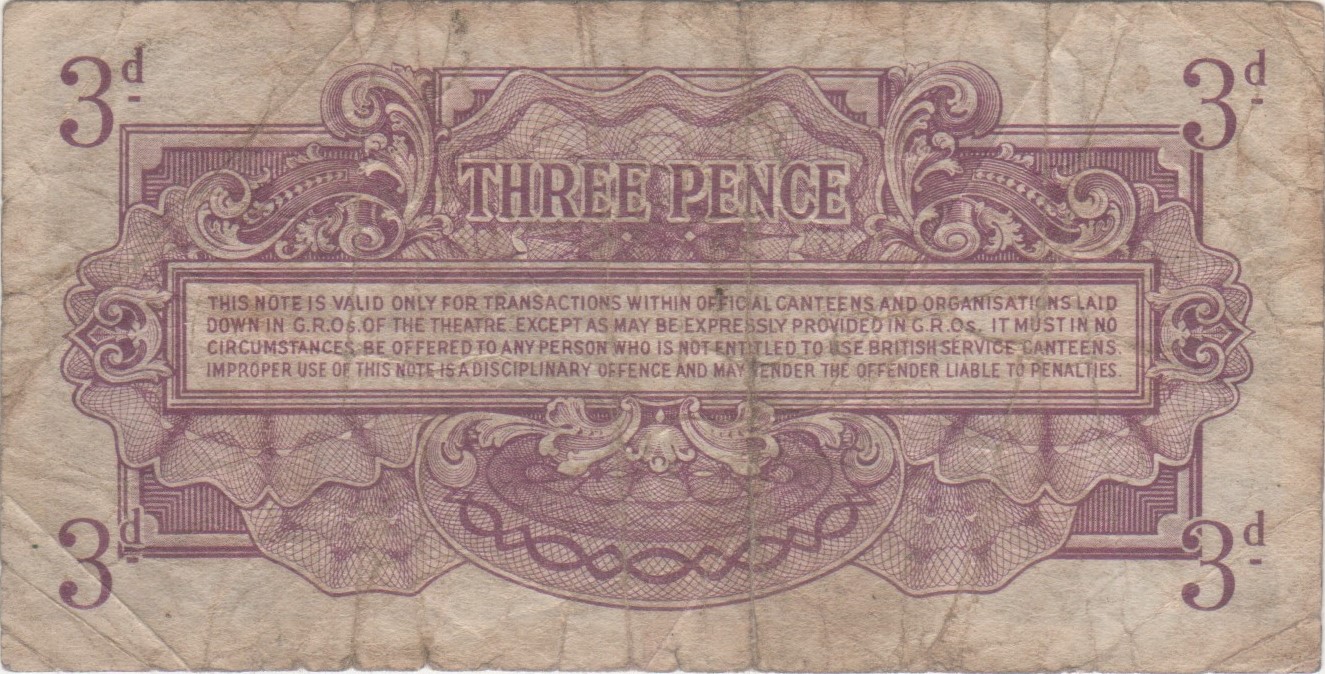 3d
3d
THREE PENCE
THIS NOTE IS VALID ONLY FOR TRANSACTIONS WITHIN OFFICIAL CANTEENS AND ORGANISATIONS LAID
DOWN IN G.R.Os. OF THE THEATRE EXCEPT AS MAY BE EXPRESSLY PROVIDED IN G.R.Os. IT MUST IN NO
CIRCUMSTANCES BE OFFERED TO ANY PERSON WHO IS NOT ENTITLED TO USE BRITISH SERVICE CANTEENS.
IMPROPER USE OF THIS NOTE IS A DISCIPLINARY OFFENCE AND MAY RENDER THE OFFENDER LIABLE TO PENALTIES.
3d
3d